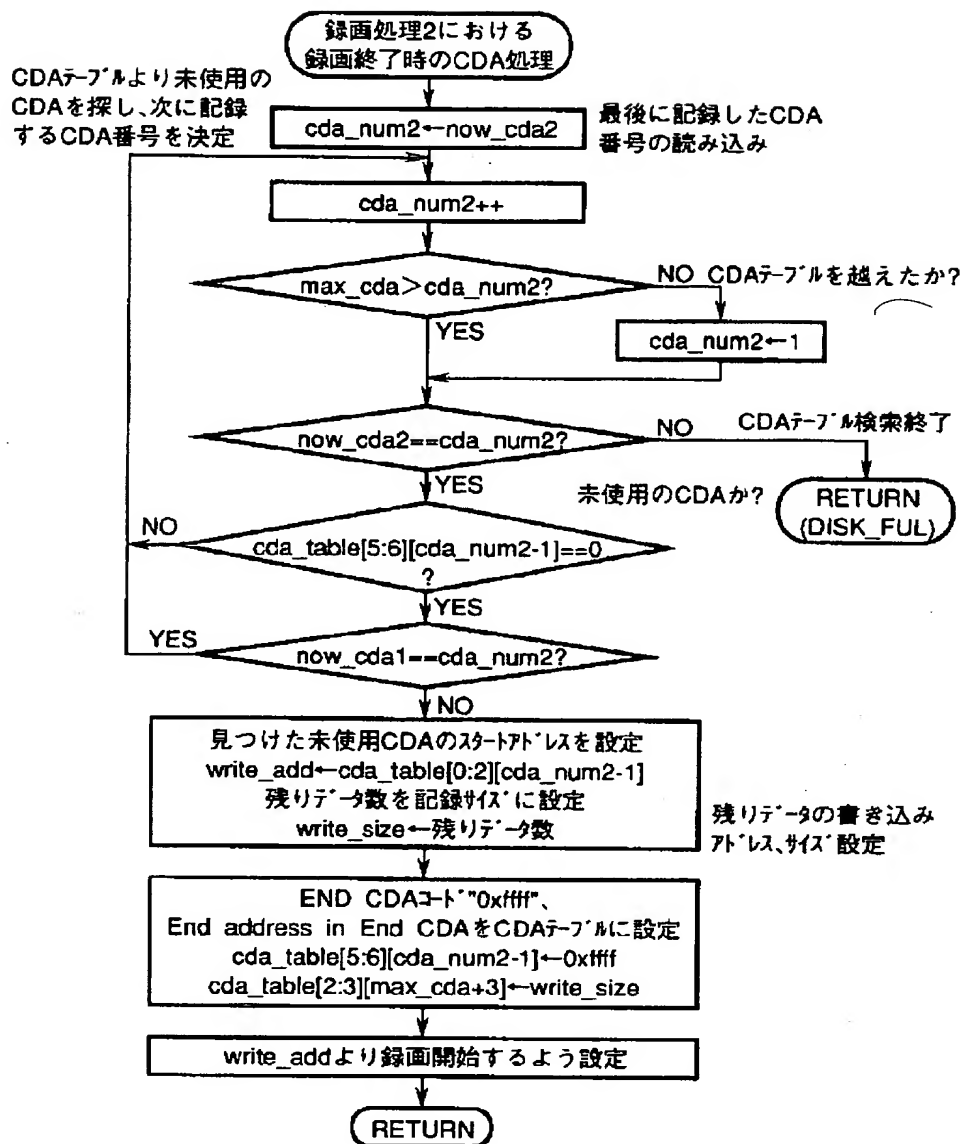 録画処理2における
録画終了時のCDA処理
CDAテーブルより未使用の
CDAを探し、次に記録
するCDA番号を決定
cda_num2←now_cda2
最後に記録したCDA
番号の読み込み
cda_num2++
max_cda>cda_num2?
NO CDAテーブルを越えたか?
YES
cda_num2←1
now_cda2==cda_num2?
NO CDAテーブル検索終了
YES
未使用のCDAか?
RETURN
(DISK_FUL)
NO
cda_table[5:6][cda_num2-1]==0
?
YES
YES
now_cda1==cda_num2?
NO
見つけた未使用CDAのスタートアドレスを設定
write_add←cda_table[0:2][cda_num2-1]
残りデータ数を記録サイズに設定
write_size←残りデータ数
残りデータの書き込み
アドレス、サイズ設定
END CDAコード"0xffff"、
End address in End CDAをCDAテーブルに設定
cda_table[5:6][cda_num2-1]←0xffff
cda_table[2:3][max_cda+3]←write_size
write_addより録画開始するよう設定
RETURN